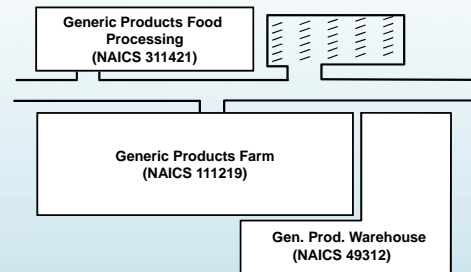 Generic Products Food
Processing
(NAICS 311421)
Generic Products Farm
(NAICS 111219)
Gen. Prod. Warehouse
(NAICS 49312)